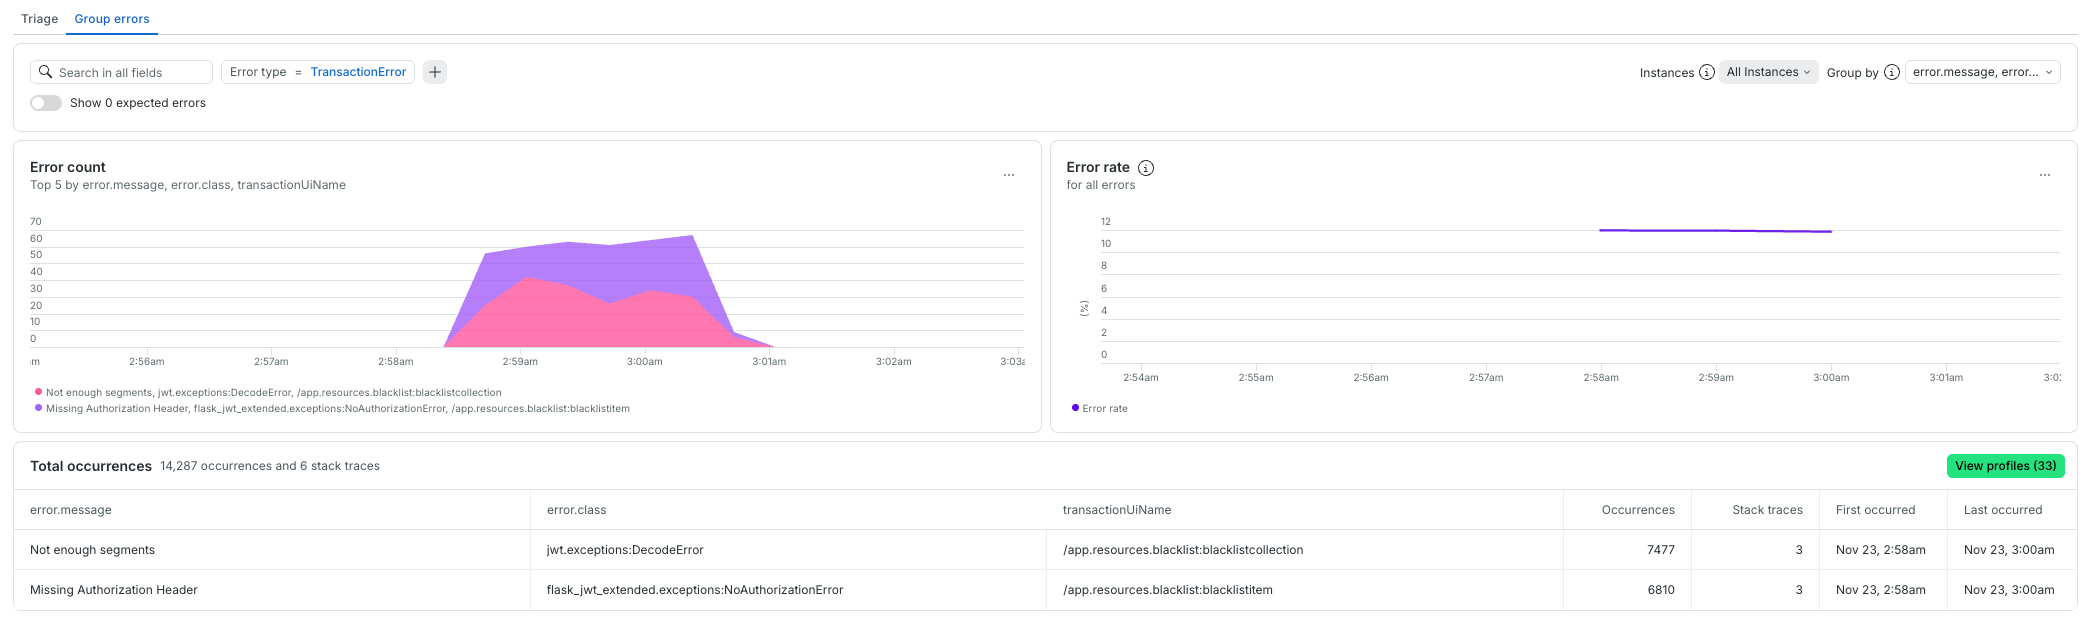 Triage Group errors
Search in all fields Error type = TransactionError Instances All Instances Group by error.message, error...
Show 0 expected errors
Error count
Top 5 by error.message, error.class, transactionUiName
70
60
50
40
30
20
10
0
2:56am 2:57am 2:58am 2:59am 3:00am 3:01am 3:02am
Not enough segments, jwt.exceptions:DecodeError, /app.resources.blacklist:blacklistcollection
Missing Authorization Header, flask_jwt_extended.exceptions:NoAuthorizationError, /app.resources.blacklist:blacklistitem
Error rate
for all errors
12
10
8
6
4
2
0
(%)
2:54am 2:55am 2:56am 2:57am 2:58am 2:59am 3:00am 3:01am
Error rate
Total occurrences 14,287 occurrences and 6 stack traces View profiles (33)
error.message error.class transactionUiName Occurrences Stack traces First occurred Last occurred
Not enough segments jwt.exceptions:DecodeError /app.resources.blacklist:blacklistcollection 7477 3 Nov 23, 2:58am Nov 23, 3:00am
Missing Authorization Header flask_jwt_extended.exceptions:NoAuthorizationError /app.resources.blacklist:blacklistitem 6810 3 Nov 23, 2:58am Nov 23, 3:00am